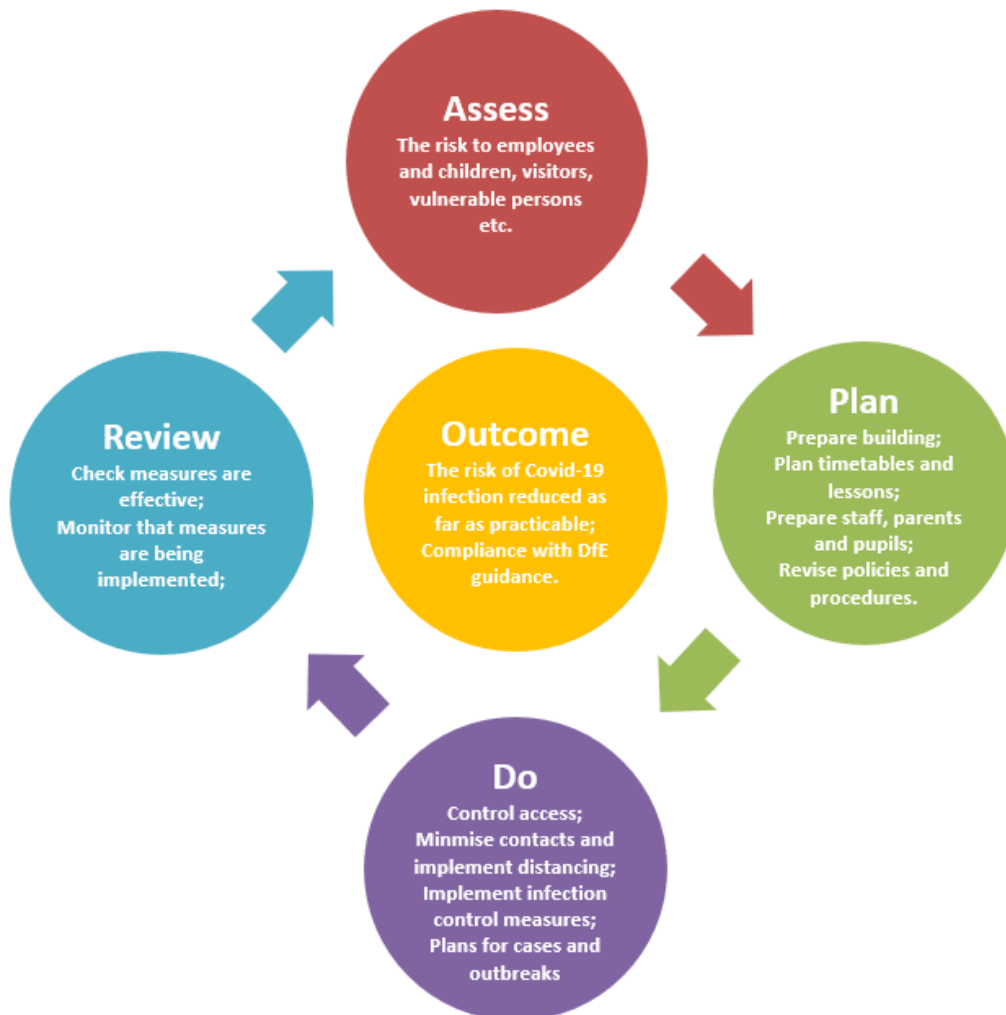 Assess
The risk to employees
and children, visitors,
vulnerable persons
etc.
Plan
Prepare building;
Plan timetables and
lessons;
Prepare staff, parents
and pupils;
Revise policies and
procedures.
Do
Control access;
Minmise contacts and
implement distancing;
Implement infection
control measures;
Plans for cases and
outbreaks
Review
Check measures are
effective;
Monitor that measures
are being
implemented;
Outcome
The risk of Covid-19
infection reduced as
far as practicable;
Compliance with DfE
guidance.